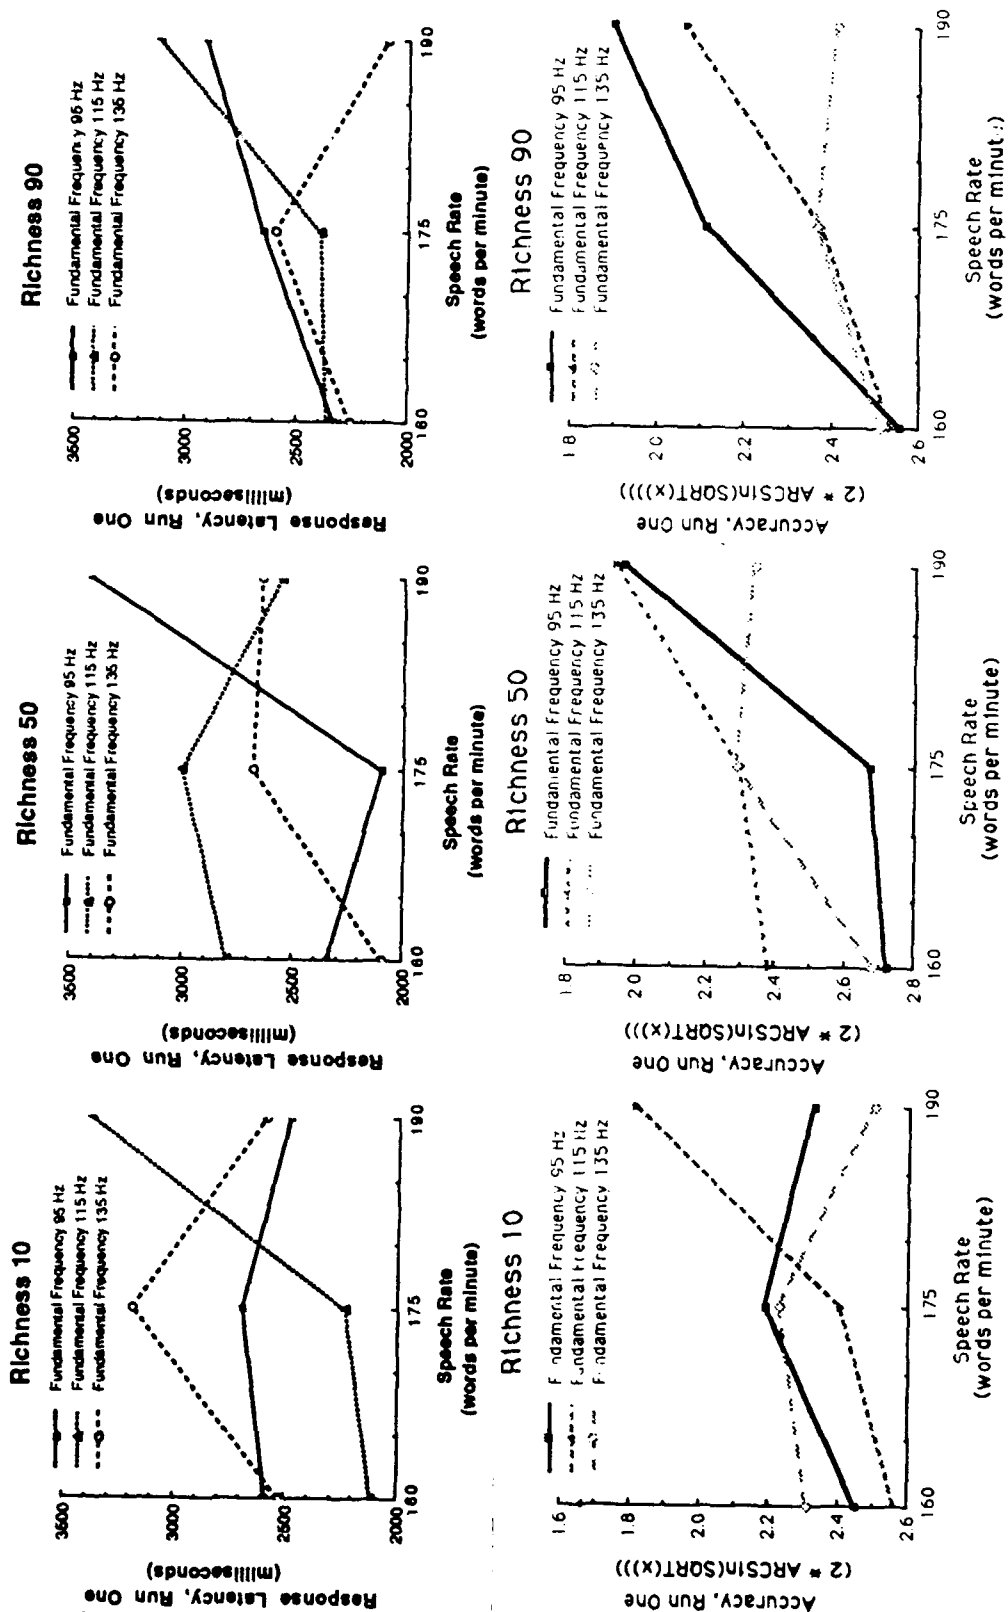 Richness 10
Fundamental Frequency 95 Hz
Fundamental Frequency 115 Hz
Fundamental Frequency 135 Hz
Response Latency, Run One
(milliseconds)
3500
3000
2500
2000
160
175
190
Speech Rate
(words per minute)
Richness 50
Fundamental Frequency 95 Hz
Fundamental Frequency 115 Hz
Fundamental Frequency 135 Hz
Response Latency, Run One
(milliseconds)
3500
3000
2500
2000
160
175
190
Speech Rate
(words per minute)
Richness 90
Fundamental Frequency 95 Hz
Fundamental Frequency 115 Hz
Fundamental Frequency 135 Hz
Response Latency, Run One
(milliseconds)
3500
3000
2500
2000
160
175
190
Speech Rate
(words per minute)
Richness 10
Fundamental Frequency 95 Hz
Fundamental Frequency 115 Hz
Fundamental Frequency 135 Hz
Accuracy, Run One
(2 * ARCSin(SQRT(x)))
1.6
1.8
2.0
2.2
2.4
2.6
160
175
190
Speech Rate
(words per minute)
Richness 50
Fundamental Frequency 95 Hz
Fundamental Frequency 115 Hz
Fundamental Frequency 135 Hz
Accuracy, Run One
(2 * ARCSin(SQRT(x)))
1.8
2.0
2.2
2.4
2.6
2.8
160
175
190
Speech Rate
(words per minute)
Richness 90
Fundamental Frequency 95 Hz
Fundamental Frequency 115 Hz
Fundamental Frequency 135 Hz
Accuracy, Run One
(2 * ARCSin(SQRT(x))))
1.8
2.0
2.2
2.4
2.6
160
175
190
Speech Rate
(words per minute)